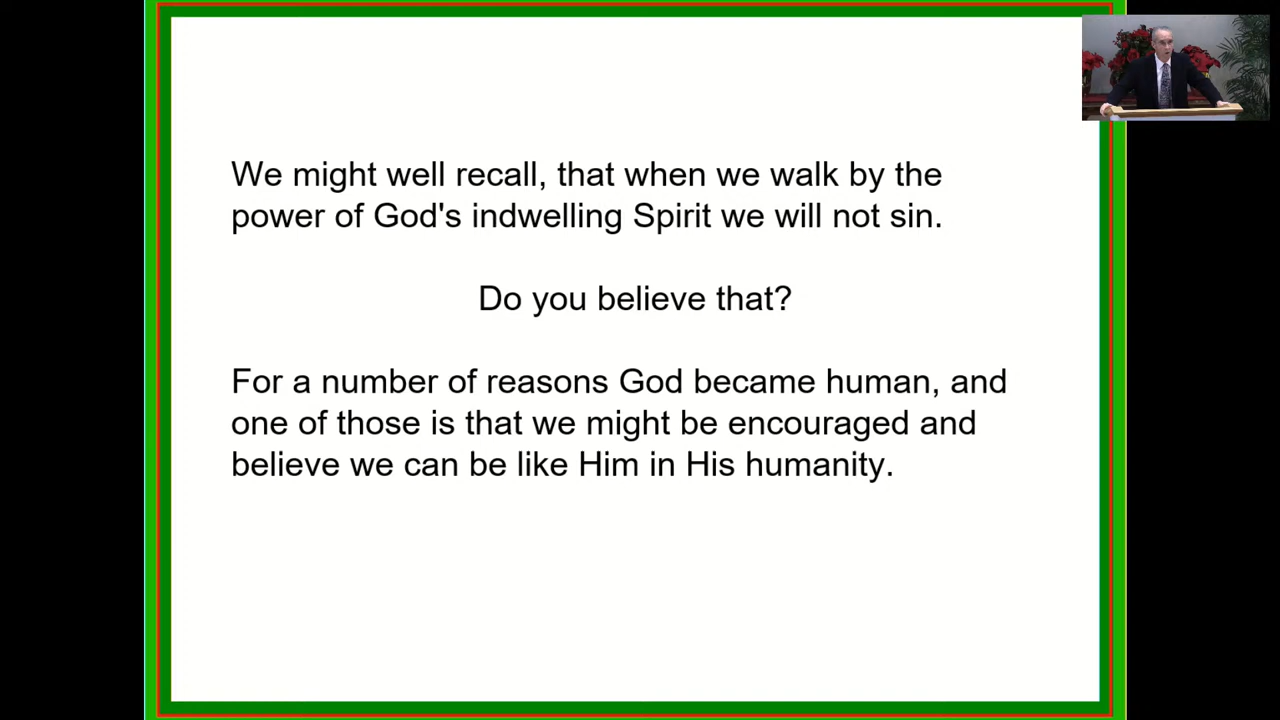 We might well recall, that when we walk by the
power of God's indwelling Spirit we will not sin.
Do you believe that?
For a number of reasons God became human, and
one of those is that we might be encouraged and
believe we can be like Him in His humanity.